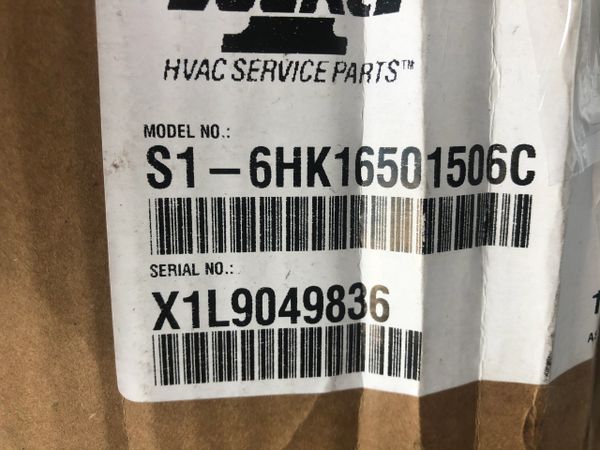 HVAC SERVICE PARTS™
MODEL NO.:
S1-6HK16501506C
SERIAL NO.:
X1L9049836